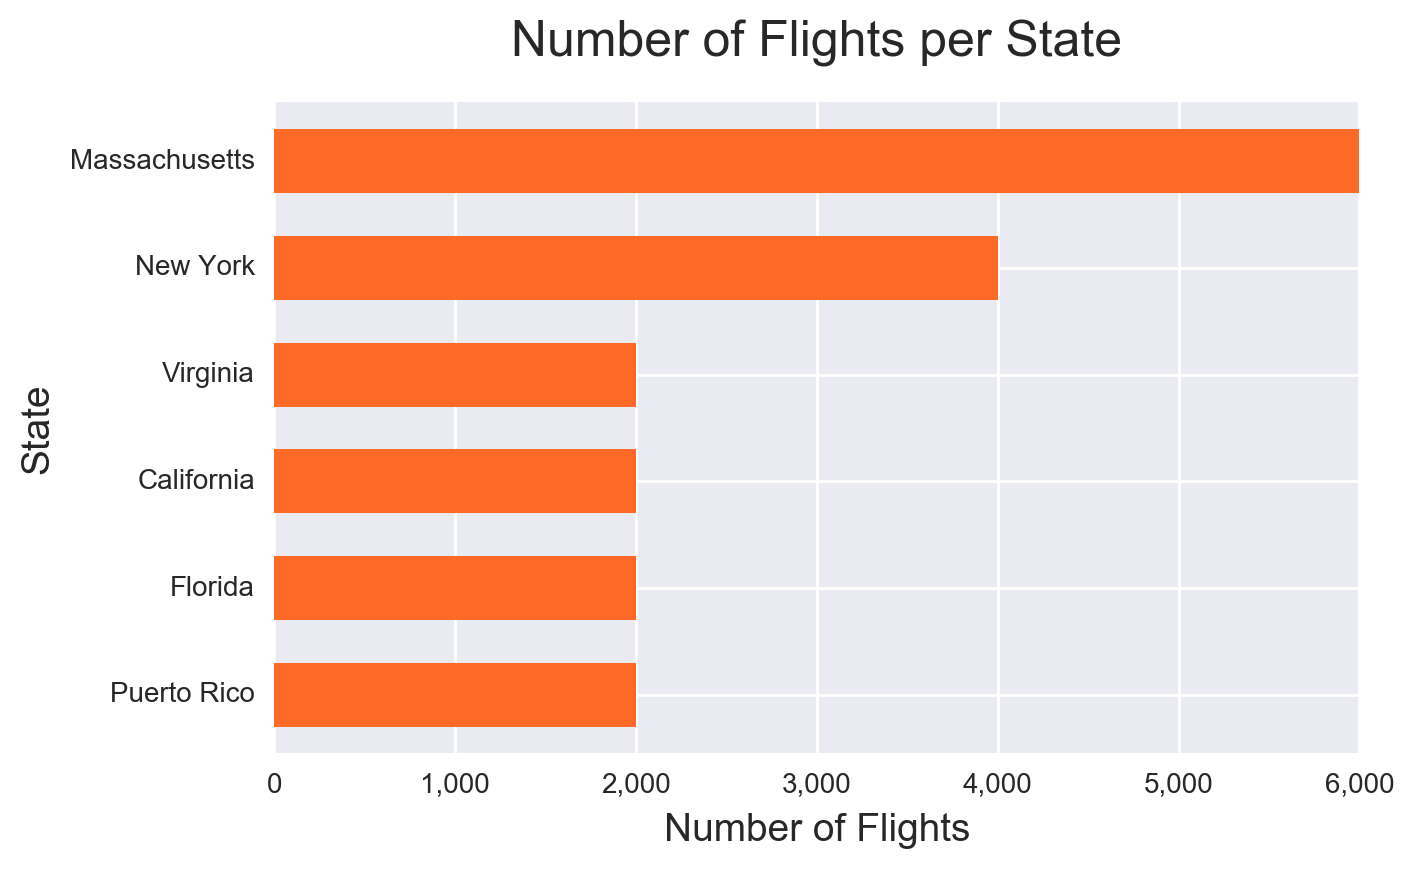 Number of Flights per State
Massachusetts
New York
Virginia
California
Florida
Puerto Rico
State
0 1,000 2,000 3,000 4,000 5,000 6,000
Number of Flights